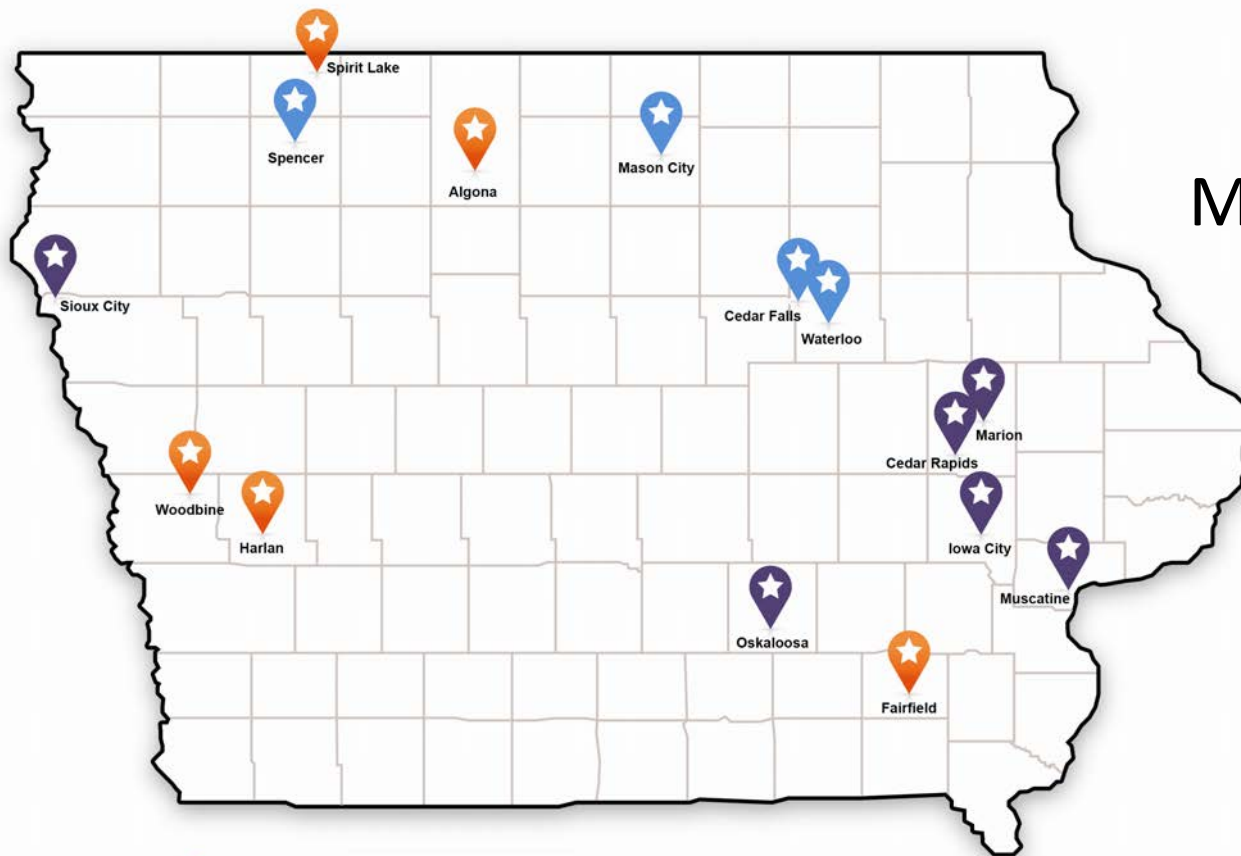 Spirit Lake
Spencer
Algona
Mason City
M
Sioux City
Cedar Falls
Waterloo
Marion
Cedar Rapids
Woodbine
Harlan
Iowa City
Muscatine
Oskaloosa
Fairfield